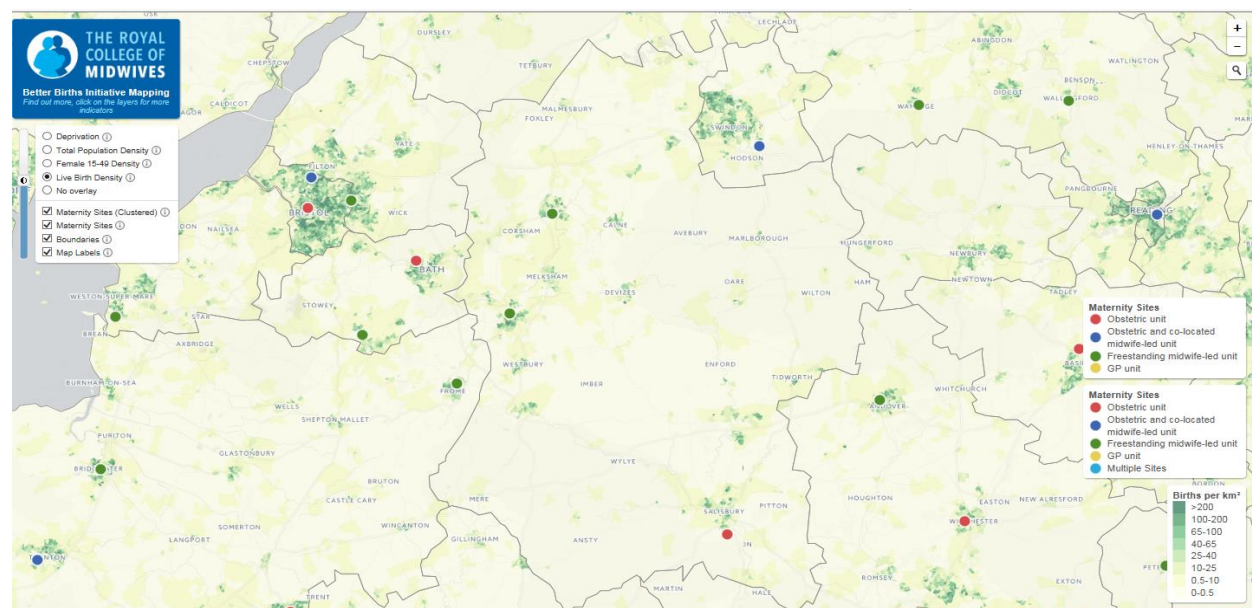 THE ROYAL
COLLEGE OF
MIDWIVES
Better Births Initiative Mapping
Find out more, click on the layers for more
indicators
Deprivation
Total Population Density
Female 15-49 Density
Live Birth Density
No overlay
Maternity Sites (Clustered)
Maternity Sites
Boundaries
Map Labels
+
−
USK
DURSLEY
LECHLADE
ABINGDON
WATLINGTON
CHEPSTOW
TETBURY
BENSON
CALDICOT
MALMESBURY
DIDCOT
FOXLEY
SWINDON
YATE
HODSON
HENLEY-ON-THAMES
FILTON
PANGBOURNE
BRISTOL
WICK
READING
NAILSEA
CORSHAM
CALNE
AVEBURY
MARLBOROUGH
HUNGERFORD
NEWBURY
BATH
MELKSHAM
DEVIZES
OARE
WILTON
HAM
NEWTOWN
TADLEY
WESTON-SUPER-MARE
STOWEY
STAR
BREAN
AXBRIDGE
WESTBURY
ENFORD
TIDWORTH
WHITCHURCH
BURNHAM-ON-SEA
FROME
IMBER
ANDOVER
WELLS
SHEPTON MALLET
PURITON
GLASTONBURY
WYLYE
BRUTON
CASTLE CARY
MERE
SALISBURY
PITTON
HOUGHTON
EASTON
NEW ALRESFORD
SOMERTON
WINCANTON
LANGPORT
GILLINGHAM
ANSTY
ROMSEY
EXTON
MARTIN
HALE
TRENT
Maternity Sites
Obstetric unit
Obstetric and co-located
midwife-led unit
Freestanding midwife-led unit
GP unit
Maternity Sites
Obstetric unit
Obstetric and co-located
midwife-led unit
Freestanding midwife-led unit
GP unit
Multiple Sites
Births per km²
>200
100-200
65-100
40-65
25-40
10-25
0.5-10
0-0.5